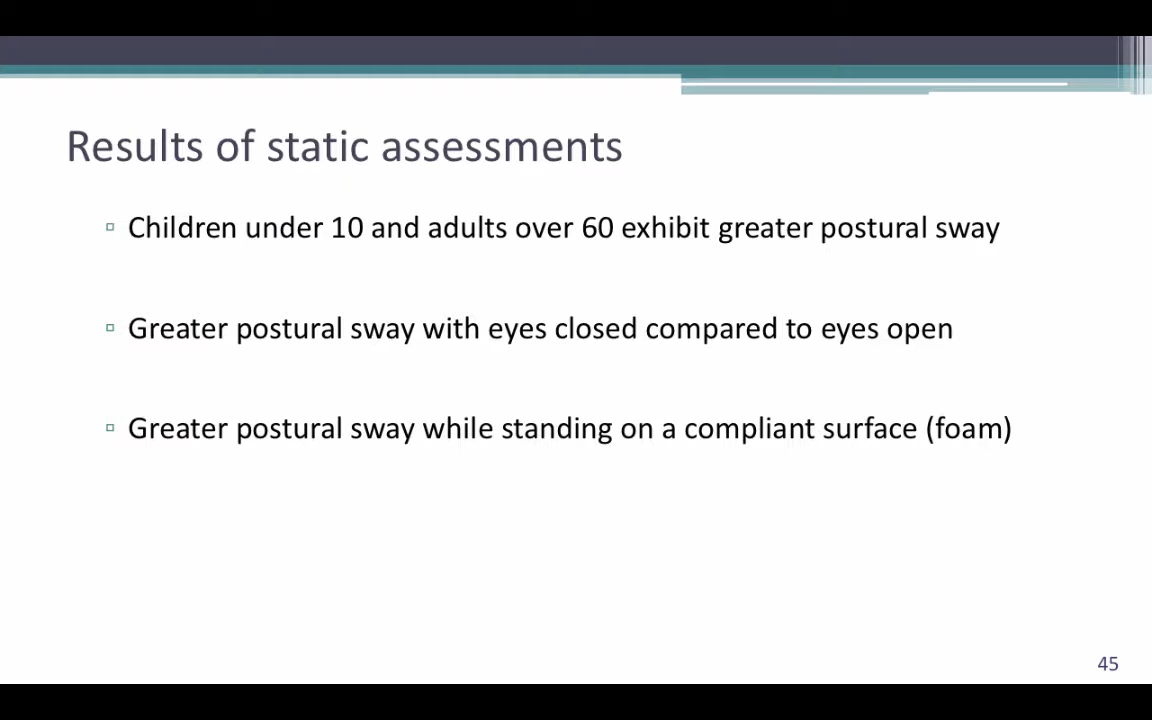 Results of static assessments
▫ Children under 10 and adults over 60 exhibit greater postural sway
▫ Greater postural sway with eyes closed compared to eyes open
▫ Greater postural sway while standing on a compliant surface (foam)
45